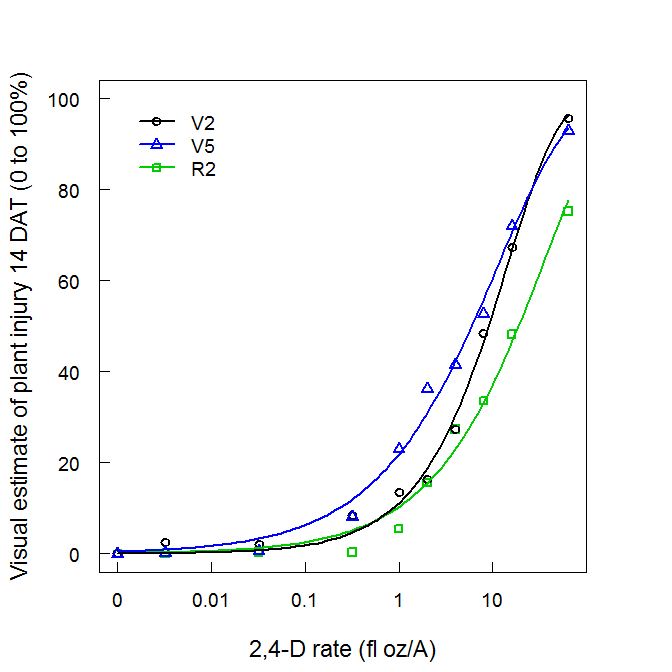 Visual estimate of plant injury 14 DAT (0 to 100%)
100
80
60
40
20
0
V2
V5
R2
0 0.01 0.1 1 10
2,4-D rate (fl oz/A)